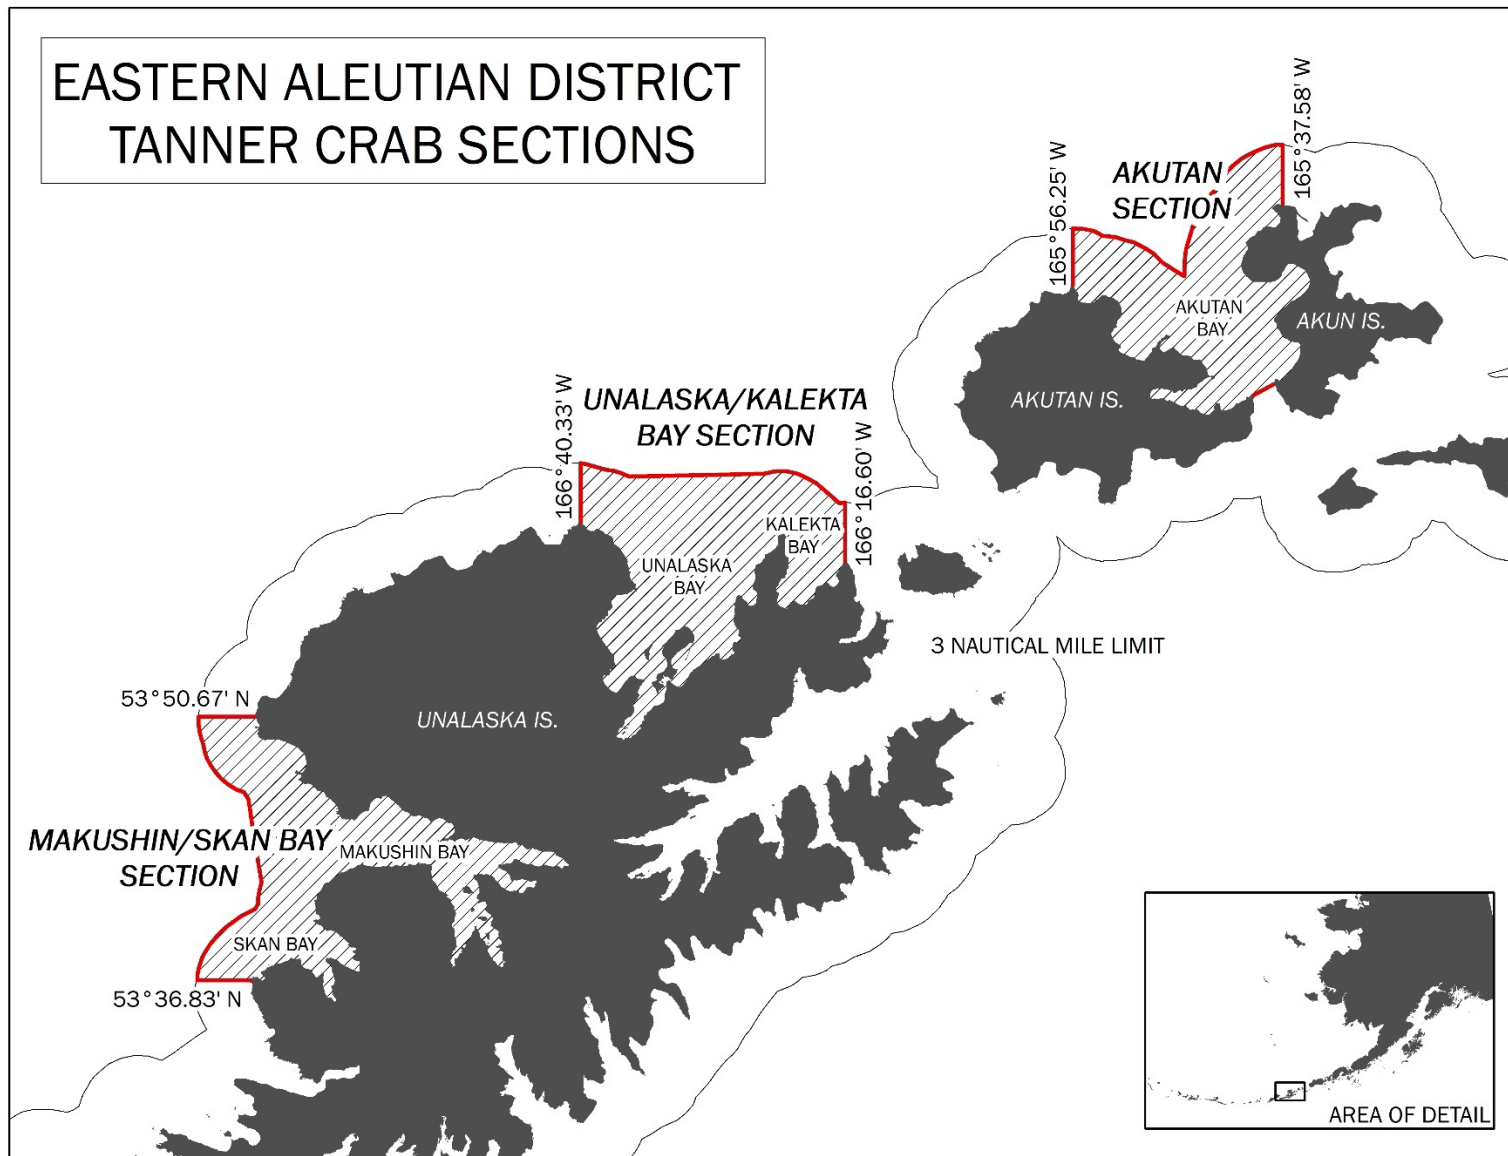 EASTERN ALEUTIAN DISTRICT
TANNER CRAB SECTIONS
165°37.58' W
165°56.25' W
AKUTAN
SECTION
AKUTAN
BAY
AKUN IS.
AKUTAN IS.
UNALASKA/KALEKTA
BAY SECTION
166°40.33' W
166°16.60' W
KALEKTA
BAY
UNALASKA
BAY
3 NAUTICAL MILE LIMIT
53°50.67' N
UNALASKA IS.
MAKUSHIN/SKAN BAY
SECTION
MAKUSHIN BAY
SKAN BAY
53°36.83' N
AREA OF DETAIL